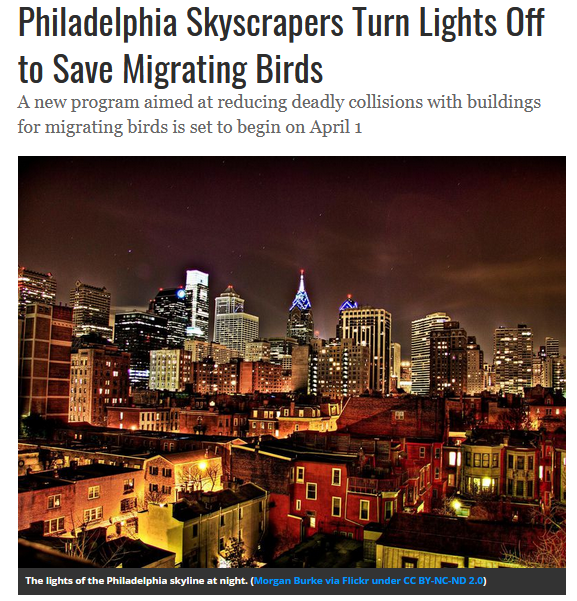 Philadelphia Skyscrapers Turn Lights Off
to Save Migrating Birds
A new program aimed at reducing deadly collisions with buildings
for migrating birds is set to begin on April 1
The lights of the Philadelphia skyline at night. (Morgan Burke via Flickr under CC BY-NC-ND 2.0)